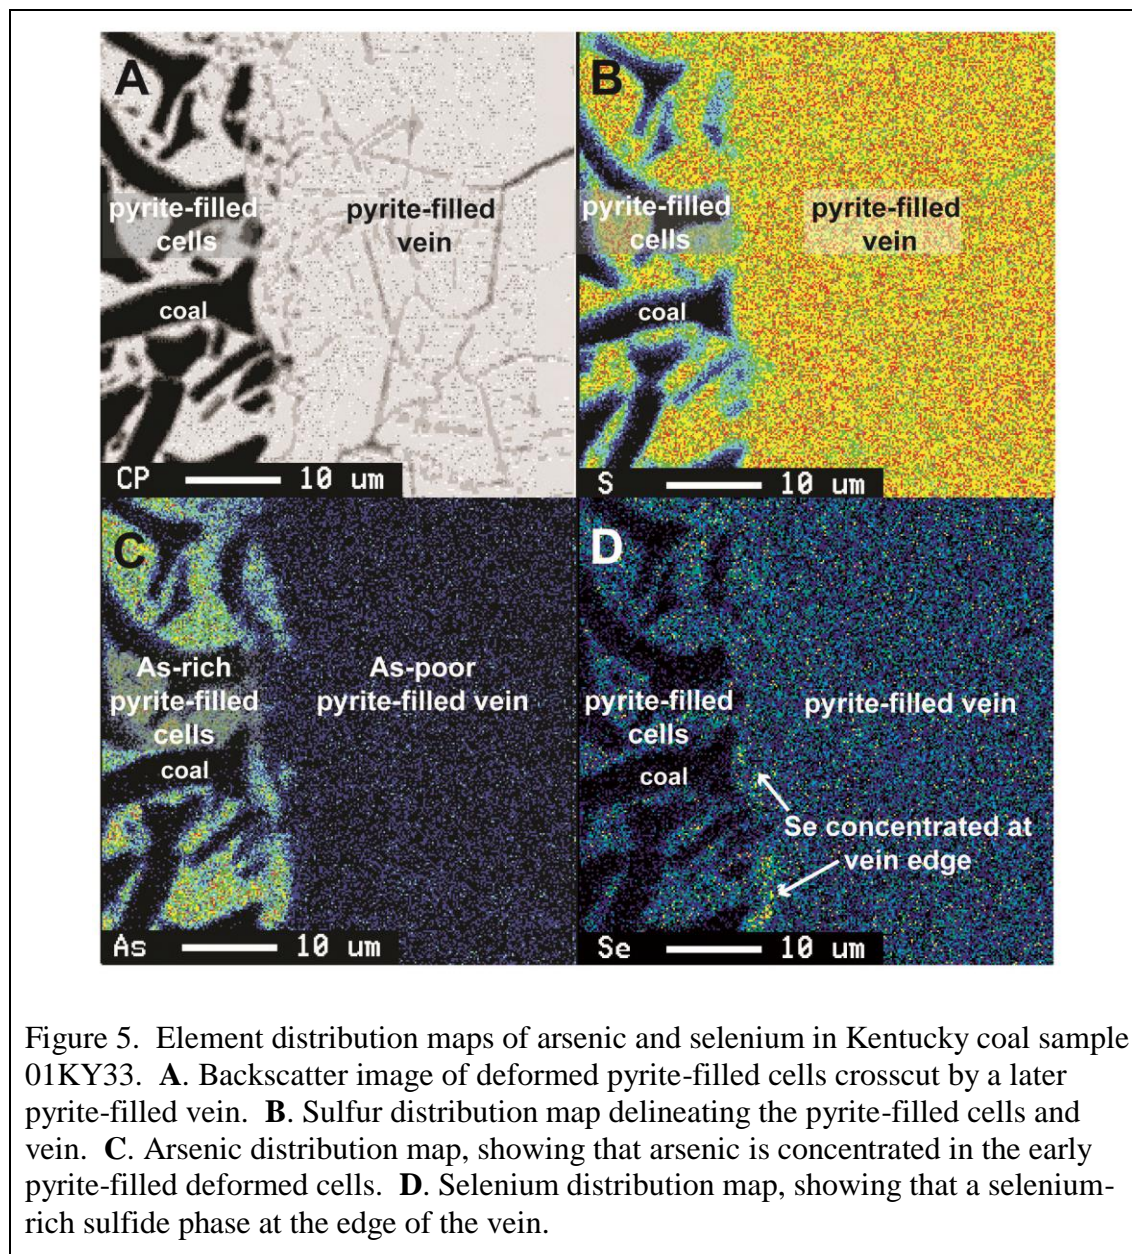 A
pyrite-filled
cells
pyrite-filled
vein
coal
CP 10 um
B
pyrite-filled
cells
pyrite-filled
vein
coal
S 10 um
C
As-rich
pyrite-filled
cells
As-poor
pyrite-filled vein
coal
As 10 um
D
pyrite-filled
cells
pyrite-filled vein
coal
Se concentrated at
vein edge
Se 10 um
Figure 5. Element distribution maps of arsenic and selenium in Kentucky coal sample
01KY33. A. Backscatter image of deformed pyrite-filled cells crosscut by a later
pyrite-filled vein. B. Sulfur distribution map delineating the pyrite-filled cells and
vein. C. Arsenic distribution map, showing that arsenic is concentrated in the early
pyrite-filled deformed cells. D. Selenium distribution map, showing that a selenium-
rich sulfide phase at the edge of the vein.